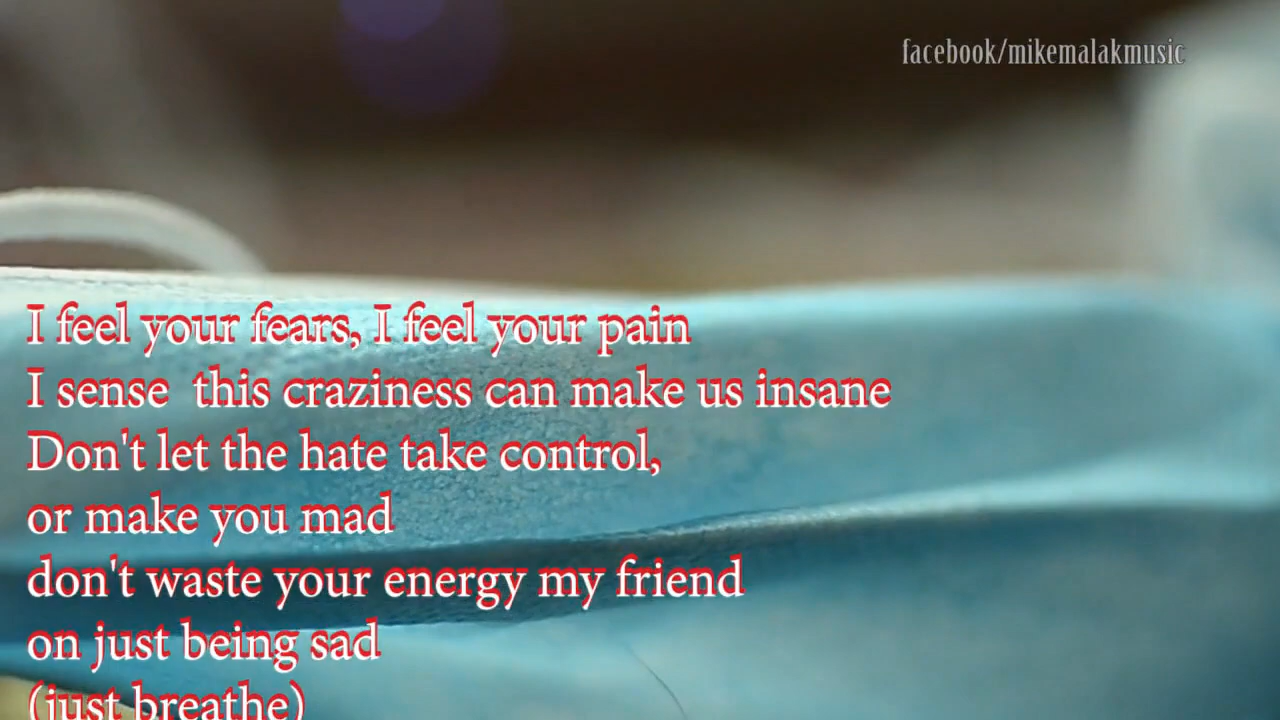 facebook/mikemalakmusic
I feel your fears, I feel your pain
I sense  this craziness can make us insane
Don't let the hate take control,
or make you mad
don't waste your energy my friend
on just being sad
(just breathe)